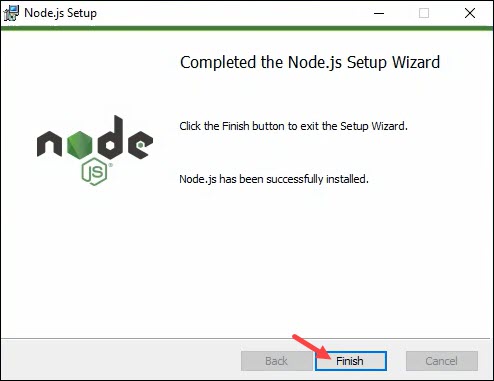 Node.js Setup
Completed the Node.js Setup Wizard
Click the Finish button to exit the Setup Wizard.
node
JS
®
Node.js has been successfully installed.
Back
Finish
Cancel